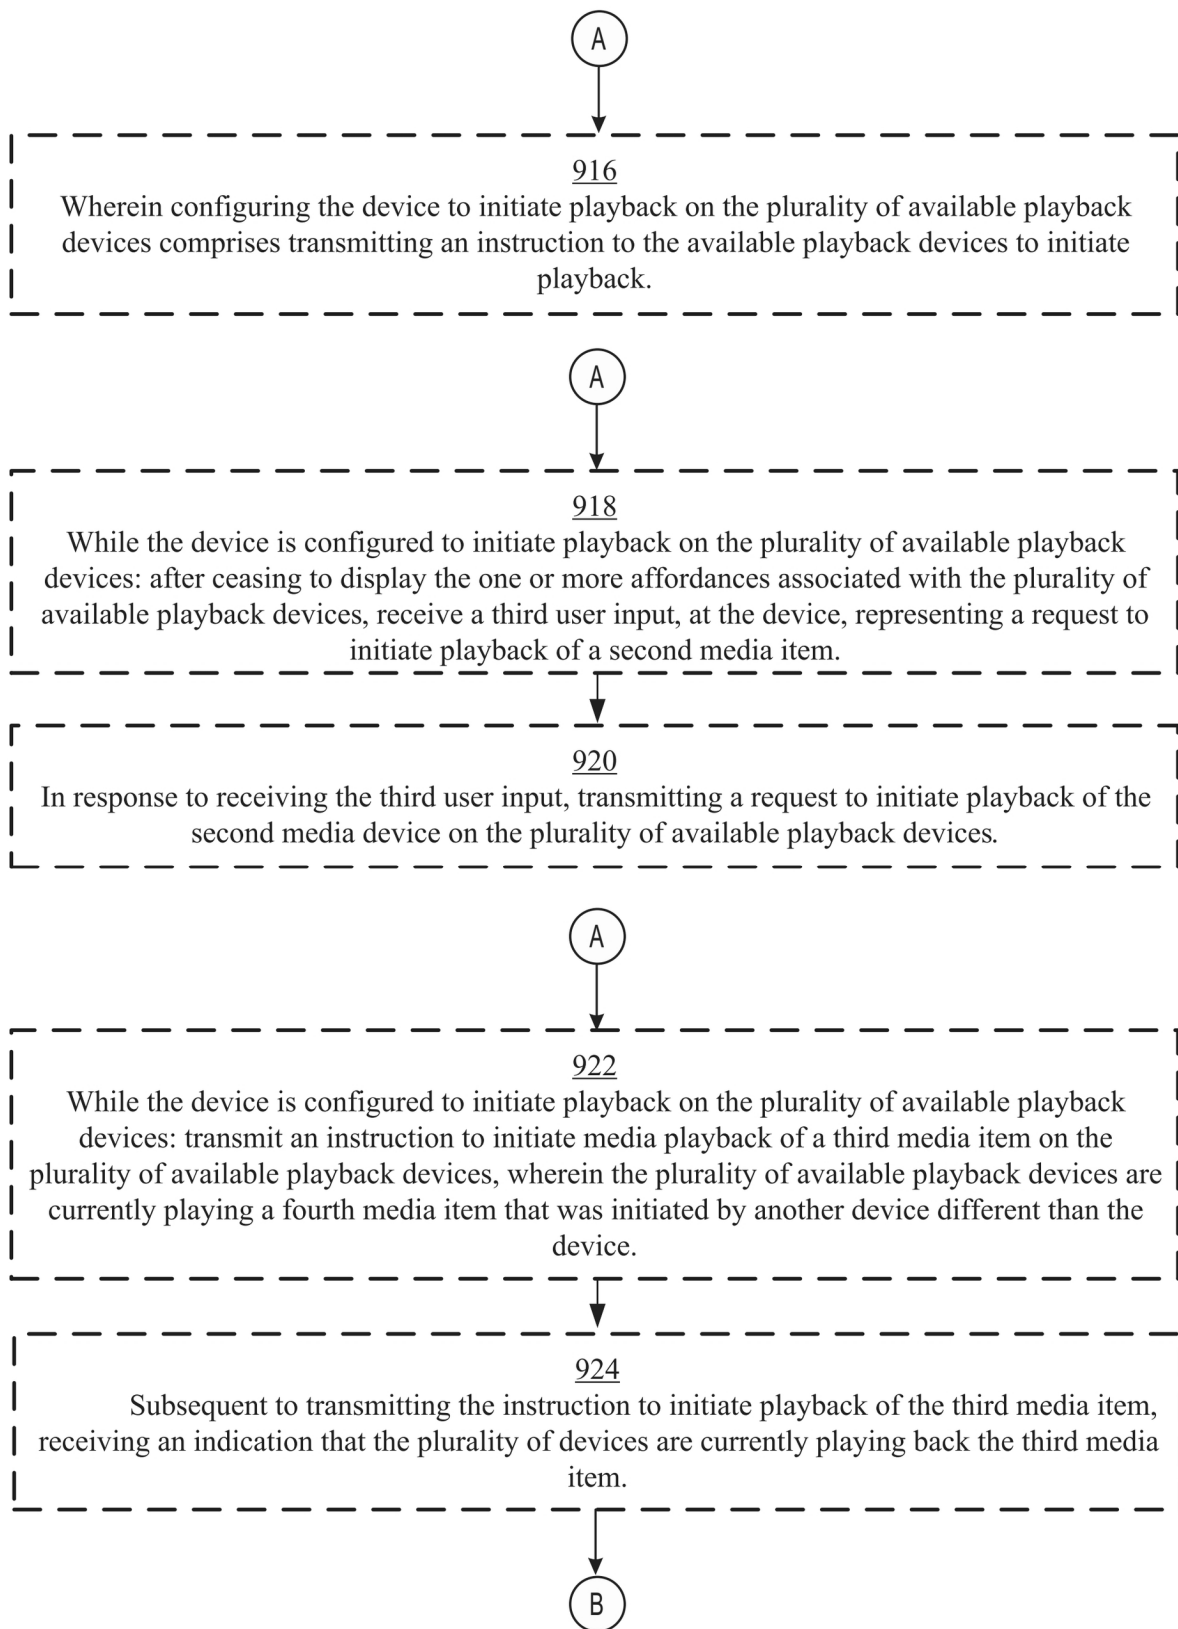 A
916
Wherein configuring the device to initiate playback on the plurality of available playback
devices comprises transmitting an instruction to the available playback devices to initiate
playback.
A
918
While the device is configured to initiate playback on the plurality of available playback
devices: after ceasing to display the one or more affordances associated with the plurality of
available playback devices, receive a third user input, at the device, representing a request to
initiate playback of a second media item.
920
In response to receiving the third user input, transmitting a request to initiate playback of the
second media device on the plurality of available playback devices.
A
922
While the device is configured to initiate playback on the plurality of available playback
devices: transmit an instruction to initiate media playback of a third media item on the
plurality of available playback devices, wherein the plurality of available playback devices are
currently playing a fourth media item that was initiated by another device different than the
device.
924
Subsequent to transmitting the instruction to initiate playback of the third media item,
receiving an indication that the plurality of devices are currently playing back the third media
item.
B